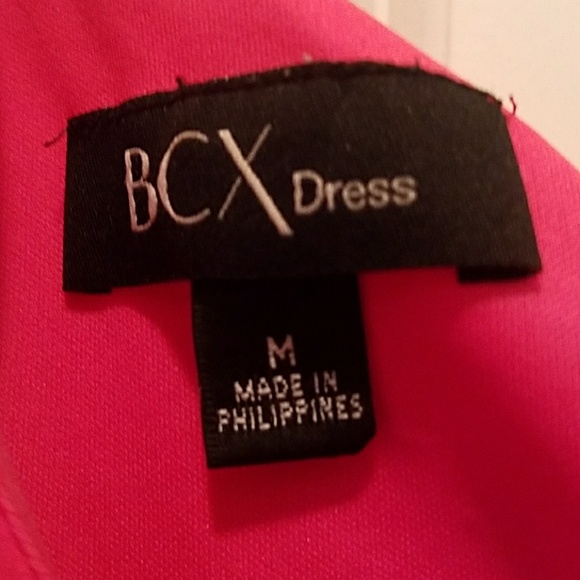 BCX Dress
M
MADE IN
PHILIPPINES